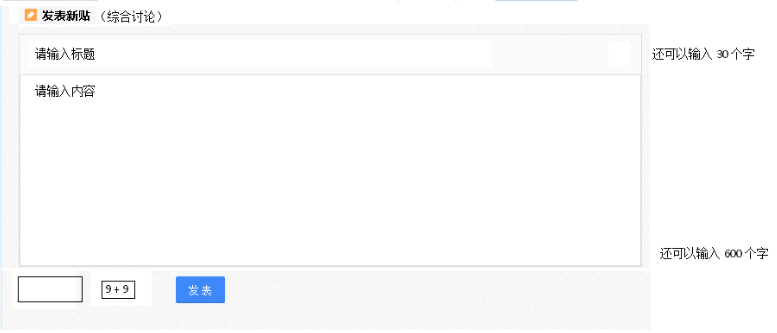 发表新贴（综合讨论）
请输入标题
还可以输入 30 个字
请输入内容
还可以输入 600 个字
9+9
发表